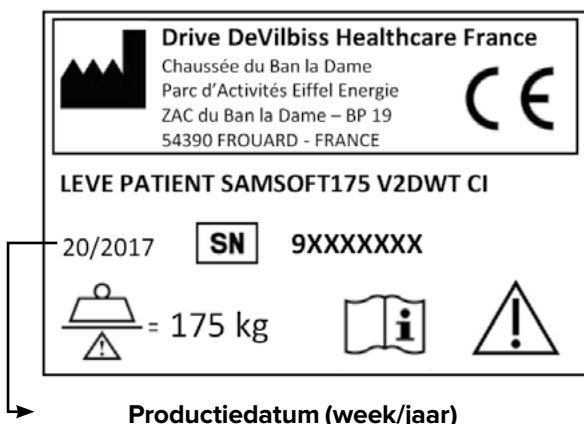 Drive DeVilbiss Healthcare France
Chaussée du Ban la Dame
Parc d'Activités Eiffel Energie
ZAC du Ban la Dame – BP 19
54390 FROUARD - FRANCE
CE
LEVE PATIENT SAMSOFT175 V2DWT CI
20/2017 SN 9XXXXXXX
= 175 kg
Productiedatum (week/jaar)